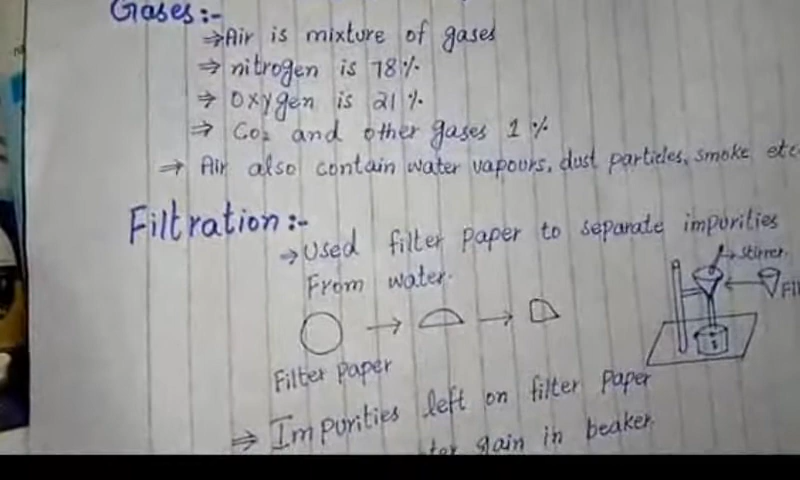 Gases:-
⇒ Air is mixture of gases
⇒ nitrogen is 78%
⇒ Oxygen is 21%
⇒ CO₂ and other gases 1%
⇒ Air also contain water vapours, dust particles, smoke etc
Filtration:-
→ Used filter paper to separate impurities
→ stirrer
From water.
Filter paper
⇒ Impurities left on filter paper
gain in beaker.